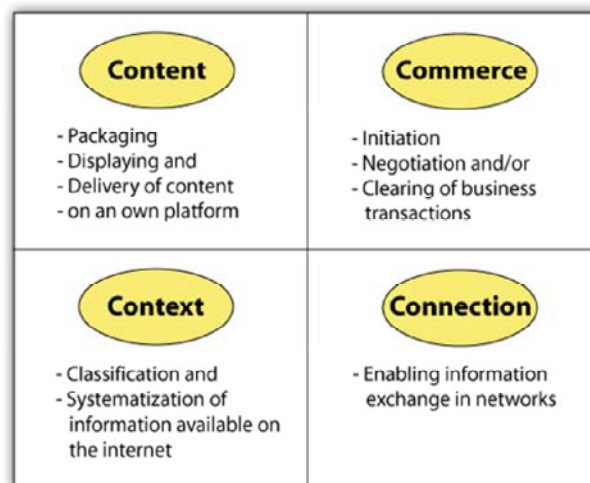 Content
- Packaging
- Displaying and
- Delivery of content
- on an own platform
Commerce
- Initiation
- Negotiation and/or
- Clearing of business
transactions
Context
- Classification and
- Systematization of
information available on
the internet
Connection
- Enabling information
exchange in networks